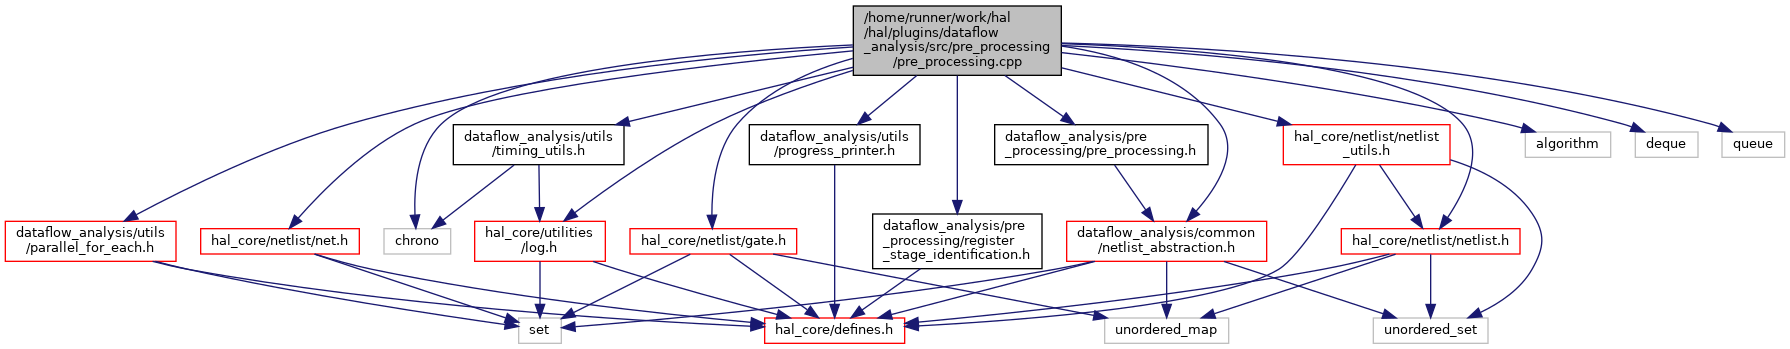 /home/runner/work/hal
/hal/plugins/dataflow
_analysis/src/pre_processing
/pre_processing.cpp
dataflow_analysis/utils
/timing_utils.h
dataflow_analysis/utils
/progress_printer.h
dataflow_analysis/pre
_processing/pre_processing.h
hal_core/netlist/netlist
_utils.h
algorithm
deque
queue
dataflow_analysis/utils
/parallel_for_each.h
hal_core/netlist/net.h
chrono
hal_core/utilities
/log.h
hal_core/netlist/gate.h
dataflow_analysis/pre
_processing/register
_stage_identification.h
dataflow_analysis/common
/netlist_abstraction.h
hal_core/netlist/netlist.h
set
hal_core/defines.h
unordered_map
unordered_set